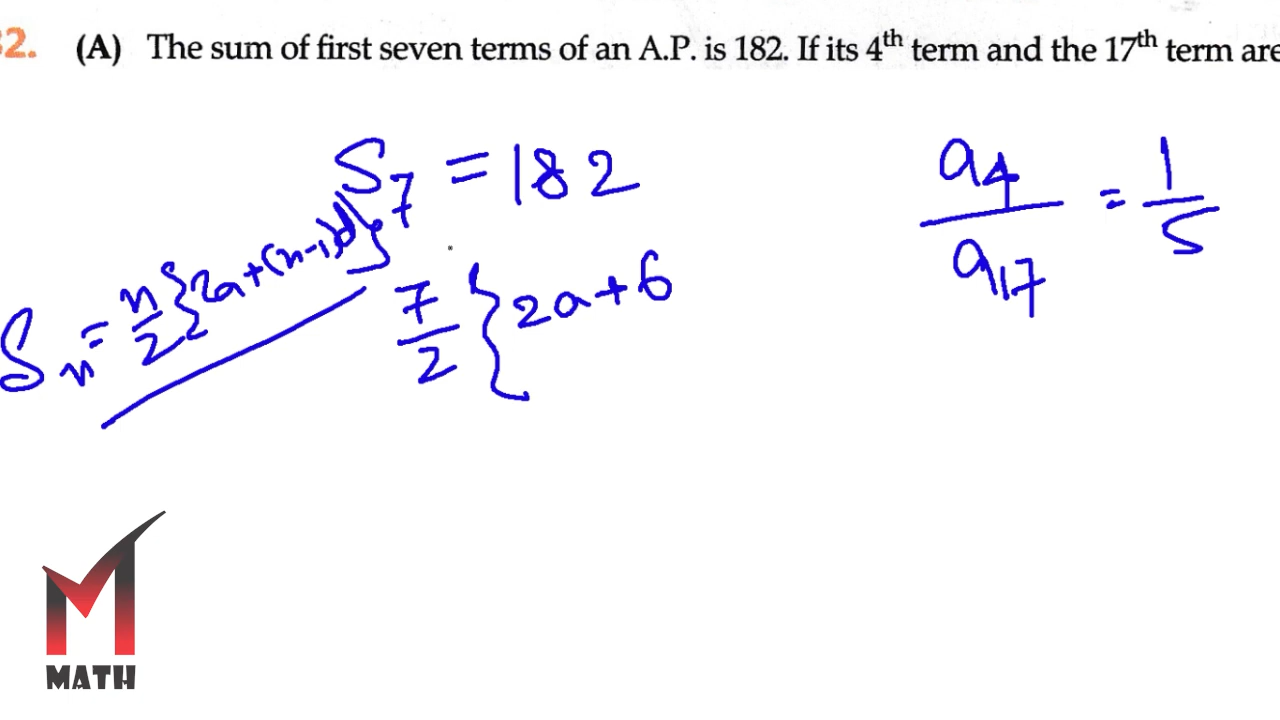 32. (A) The sum of first seven terms of an A.P. is 182. If its 4th term and the 17th term are
S₇ = 182
a₄/a₁₇ = 1/5
Sₙ = n/2 {2a+(n-1)d}
7/2 {2a+6
MATH